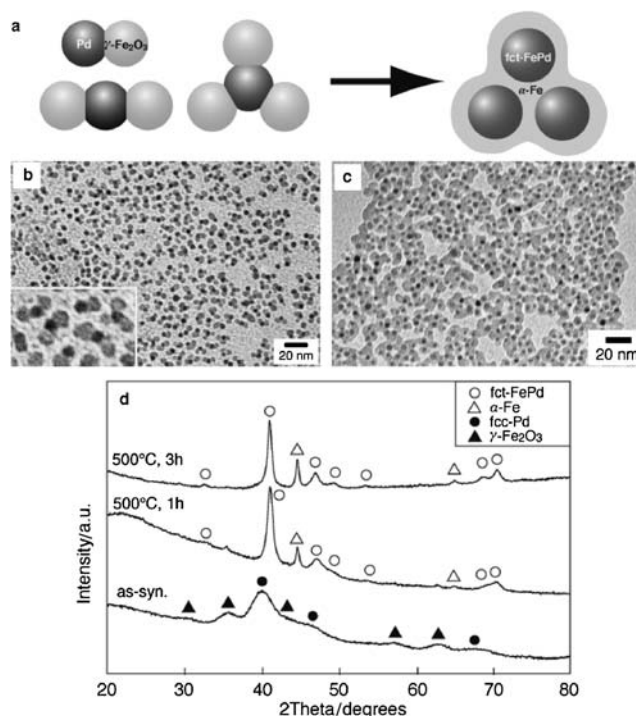 a
Pd
γ-Fe₂O₃
fct-FePd
α-Fe
b
20 nm
c
20 nm
d
fct-FePd
α-Fe
fcc-Pd
γ-Fe₂O₃
500°C, 3h
500°C, 1h
as-syn.
Intensity/a.u.
20 30 40 50 60 70 80
2Theta/degrees